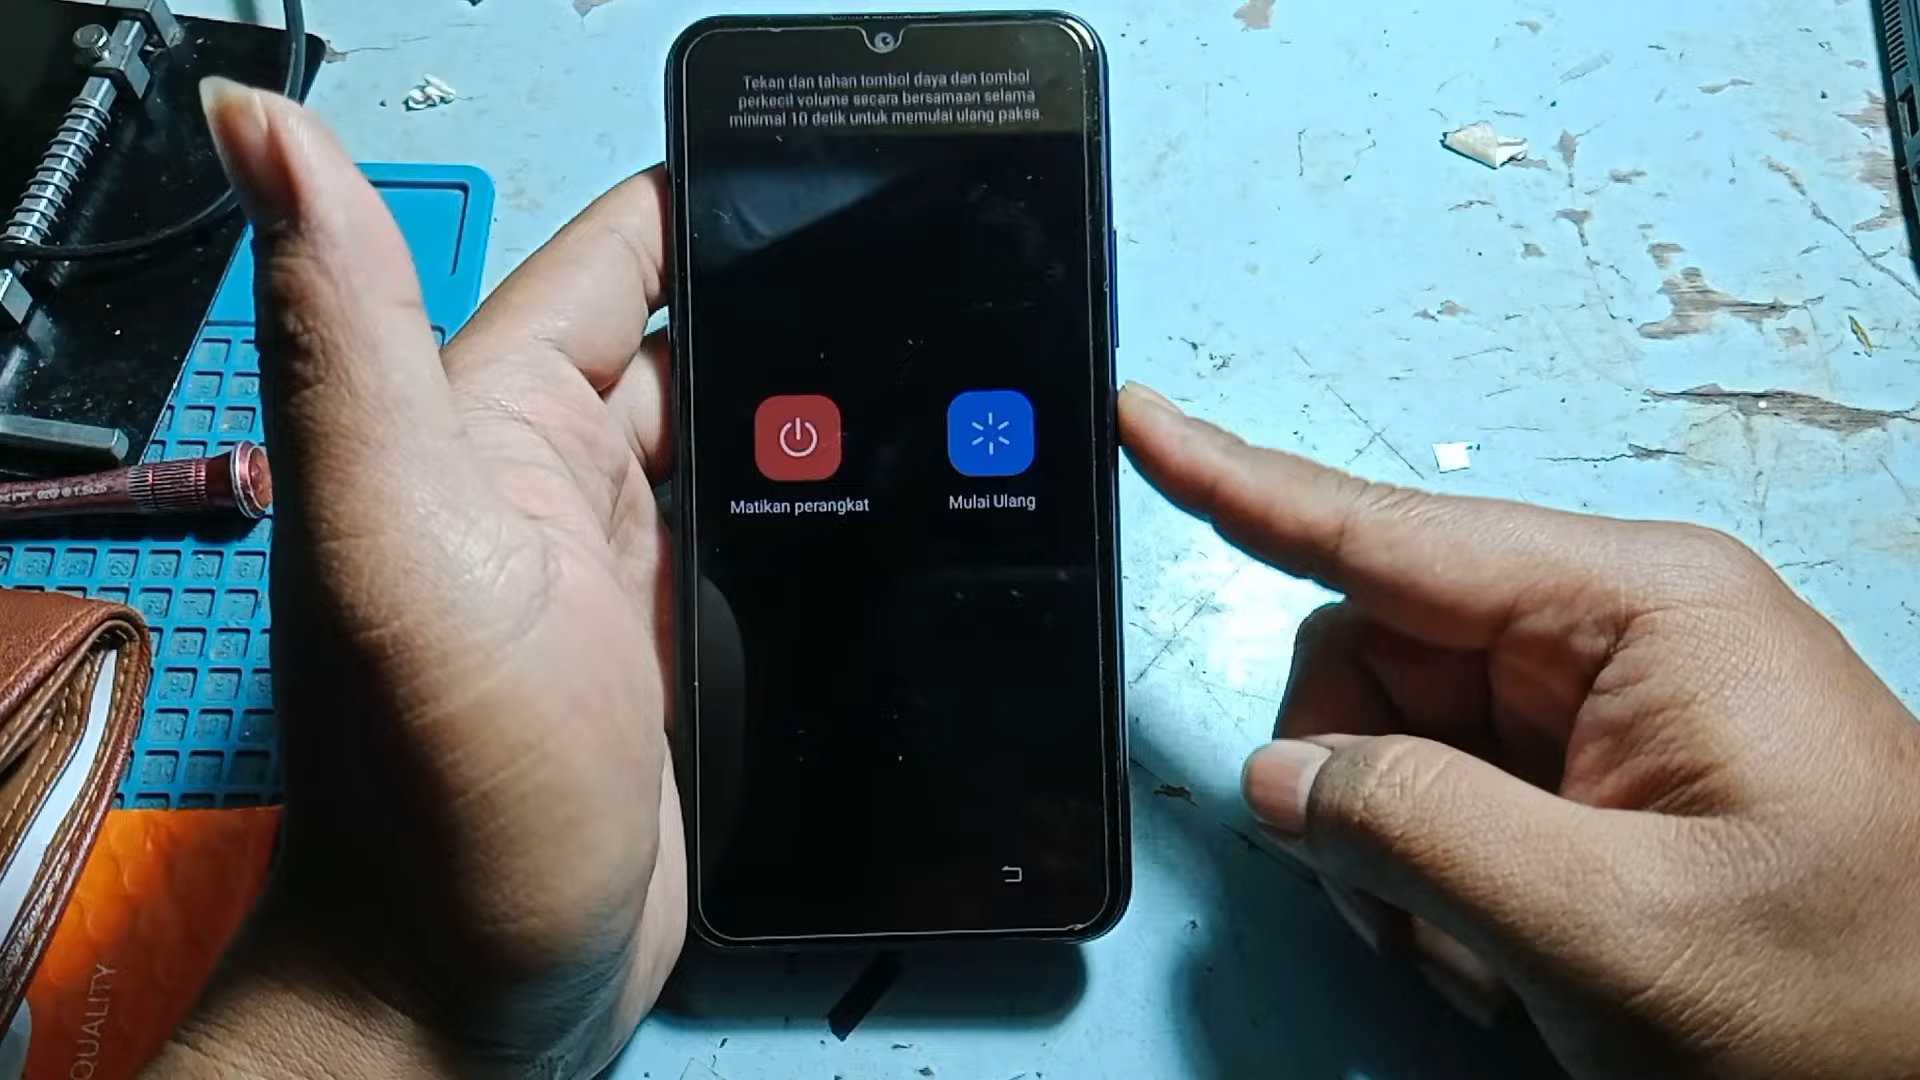 Tekan dan tahan tombol daya dan tombol
perkecil volume secara bersamaan selama
minimal 10 detik untuk memulai ulang paksa.
Matikan perangkat
Mulai Ulang
QUALITY